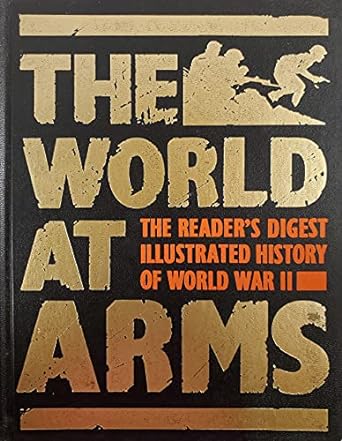 THE
WORLD
AT
THE READER'S DIGEST
ILLUSTRATED HISTORY
OF WORLD WAR II
ARMS